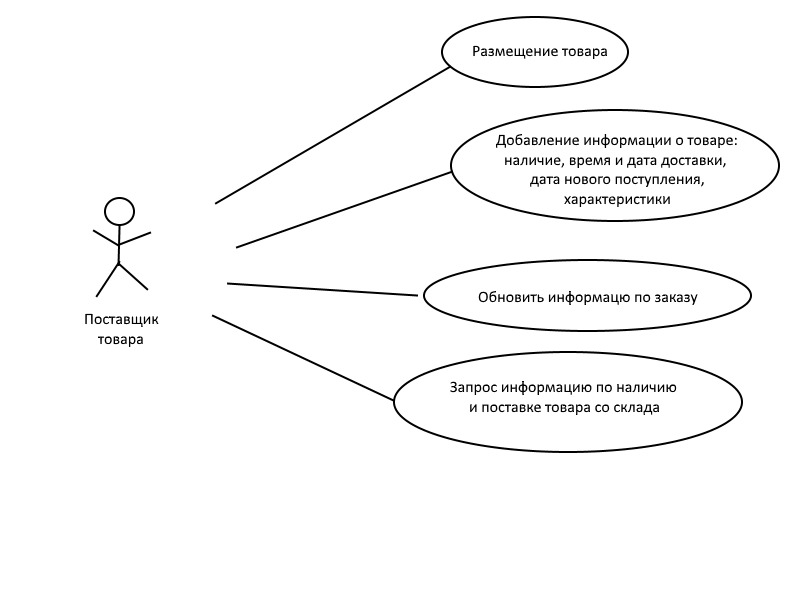 Размещение товара
Добавление информации о товаре:
наличие, время и дата доставки,
дата нового поступления,
характеристики
Поставщик
товара
Обновить информацю по заказу
Запрос информацию по наличию
и поставке товара со склада